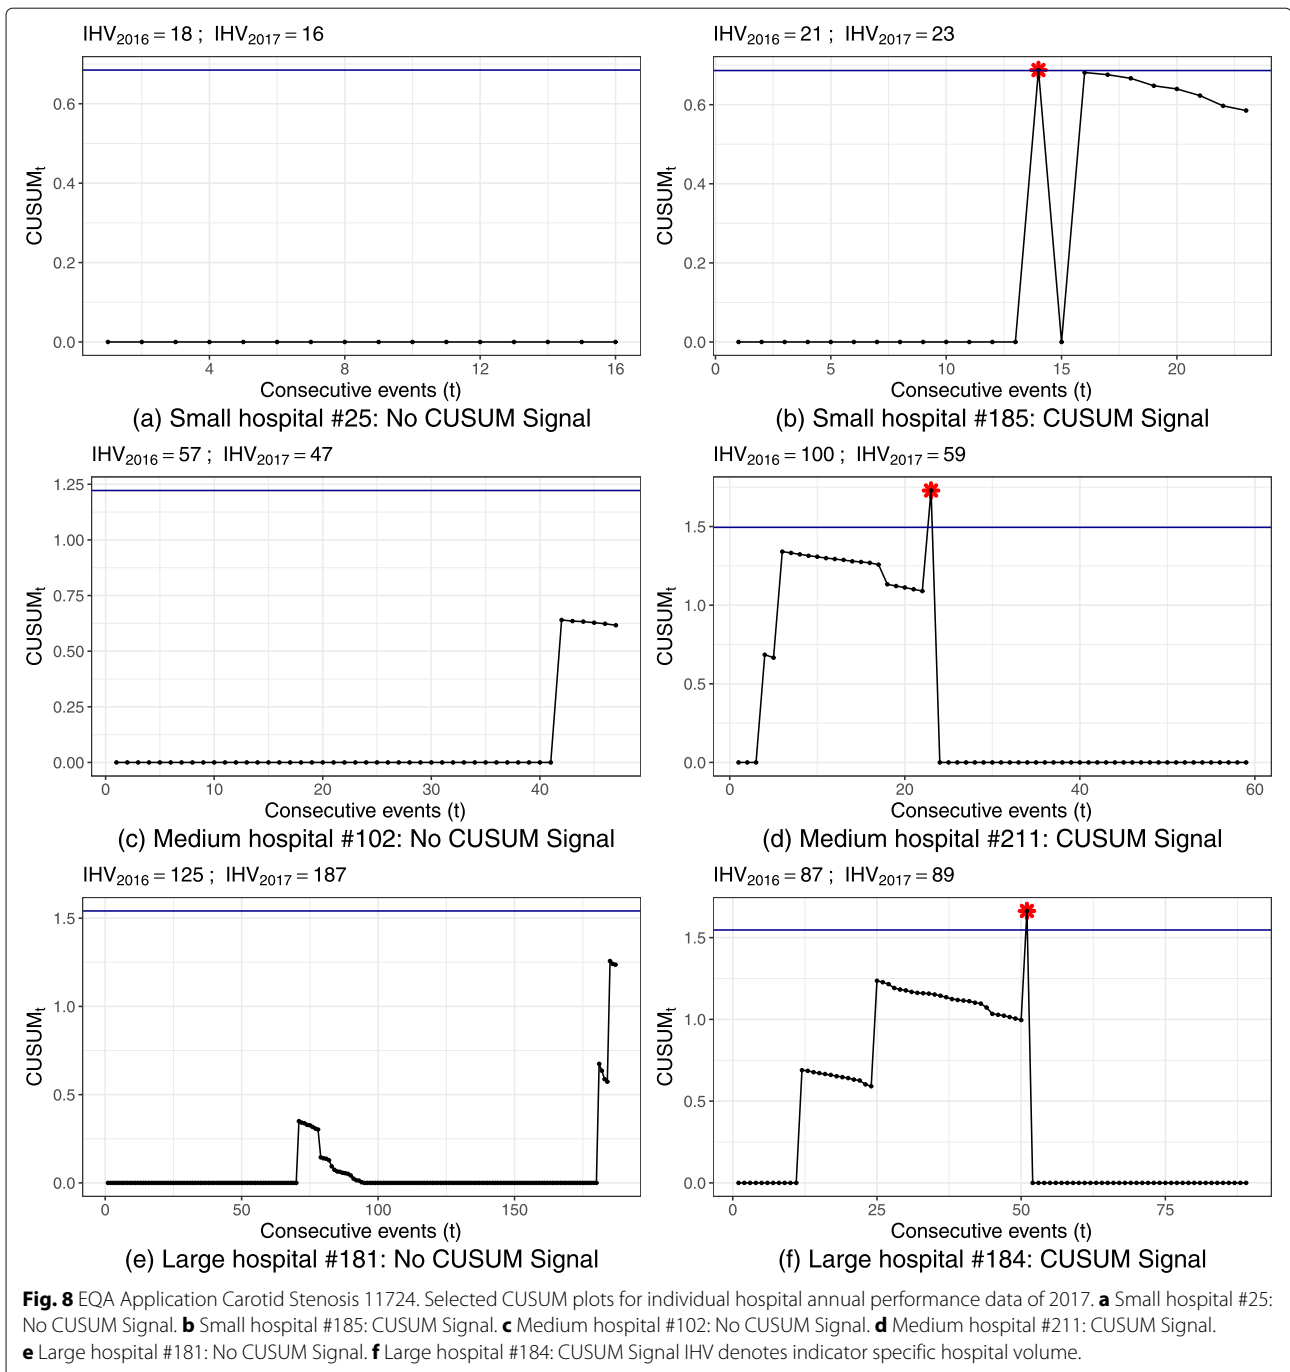 IHV2016 = 18 ; IHV2017 = 16
0.6
0.4
0.2
0.0
CUSUMt
4 8 12 16
Consecutive events (t)
(a) Small hospital #25: No CUSUM Signal
IHV2016 = 21 ; IHV2017 = 23
0.6
0.4
0.2
0.0
CUSUMt
0 5 10 15 20
Consecutive events (t)
(b) Small hospital #185: CUSUM Signal
IHV2016 = 57 ; IHV2017 = 47
1.25
1.00
0.75
0.50
0.25
0.00
CUSUMt
0 10 20 30 40
Consecutive events (t)
(c) Medium hospital #102: No CUSUM Signal
IHV2016 = 100 ; IHV2017 = 59
1.5
1.0
0.5
0.0
CUSUMt
0 20 40 60
Consecutive events (t)
(d) Medium hospital #211: CUSUM Signal
IHV2016 = 125 ; IHV2017 = 187
1.5
1.0
0.5
0.0
CUSUMt
0 50 100 150
Consecutive events (t)
(e) Large hospital #181: No CUSUM Signal
IHV2016 = 87 ; IHV2017 = 89
1.5
1.0
0.5
0.0
CUSUMt
0 25 50 75
Consecutive events (t)
(f) Large hospital #184: CUSUM Signal
Fig. 8 EQA Application Carotid Stenosis 11724. Selected CUSUM plots for individual hospital annual performance data of 2017. a Small hospital #25:
No CUSUM Signal. b Small hospital #185: CUSUM Signal. c Medium hospital #102: No CUSUM Signal. d Medium hospital #211: CUSUM Signal.
e Large hospital #181: No CUSUM Signal. f Large hospital #184: CUSUM Signal IHV denotes indicator specific hospital volume.